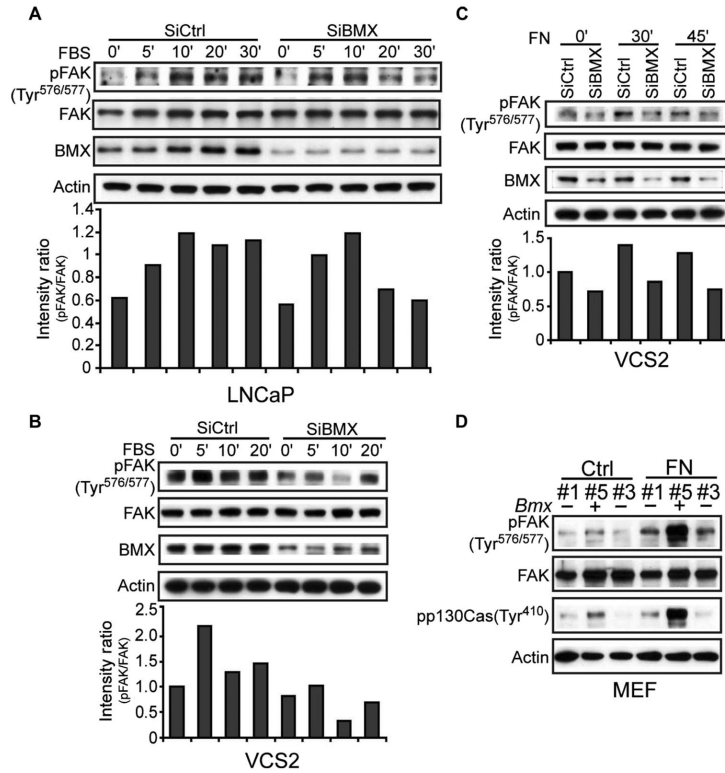 A
SiCtrl SiBMX
FBS 0' 5' 10' 20' 30' 0' 5' 10' 20' 30'
pFAK
(Tyr576/577)
FAK
BMX
Actin
Intensity ratio
(pFAK/FAK)
1.4
1.2
1
0.8
0.6
0.4
0.2
0
LNCaP
B
SiCtrl SiBMX
FBS 0' 5' 10' 20' 0' 5' 10' 20'
pFAK
(Tyr576/577)
FAK
BMX
Actin
Intensity ratio
(pFAK/FAK)
2.5
2.0
1.5
1.0
0.5
0.0
VCS2
C
FN 0' 30' 45'
SiCtrl SiBMX SiCtrl SiBMX SiCtrl SiBMX
pFAK
(Tyr576/577)
FAK
BMX
Actin
Intensity ratio
(pFAK/FAK)
1.5
1.0
0.5
0
VCS2
D
Ctrl FN
#1 #5 #3 #1 #5 #3
Bmx − + − − + −
pFAK
(Tyr576/577)
FAK
pp130Cas(Tyr410)
Actin
MEF